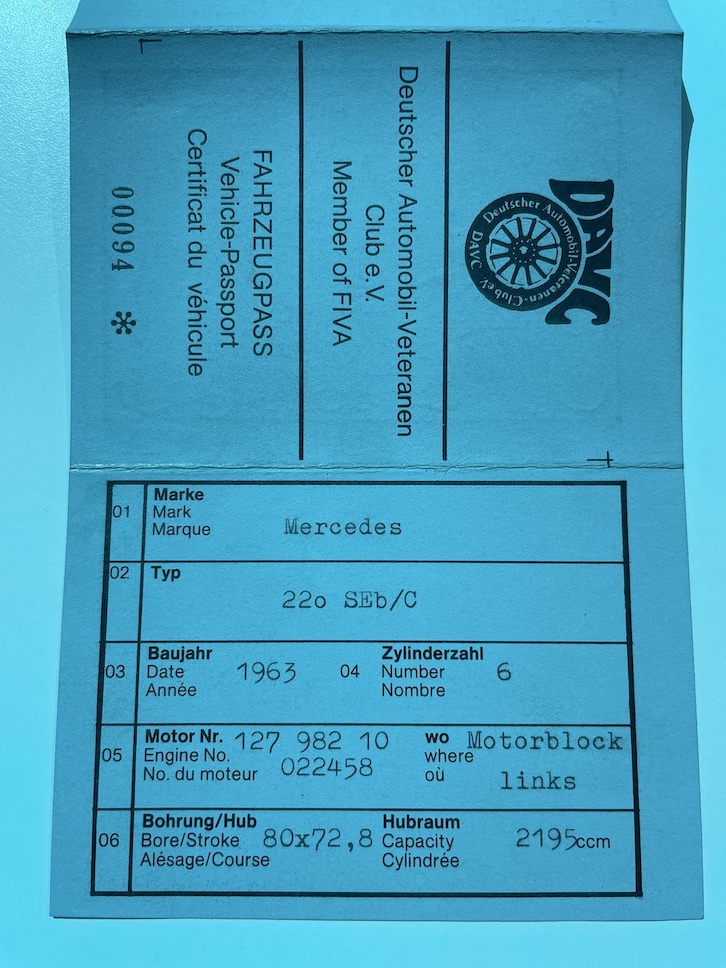 DAVC
Deutscher Automobil-Veteranen-Club e.V.
DAVC
Deutscher Automobil-Veteranen
Club e.V.
Member of FIVA
FAHRZEUGPASS
Vehicle-Passport
Certificat du véhicule
00094 *
01 Marke
Mark
Marque Mercedes
02 Typ
22o SEb/C
03 Baujahr
Date
Année 1963
04 Zylinderzahl
Number
Nombre 6
05 Motor Nr. 127 982 10
Engine No.
No. du moteur 022458
wo Motorblock
where
où links
06 Bohrung/Hub
Bore/Stroke 80x72,8
Alésage/Course
Hubraum
Capacity 2195ccm
Cylindrée